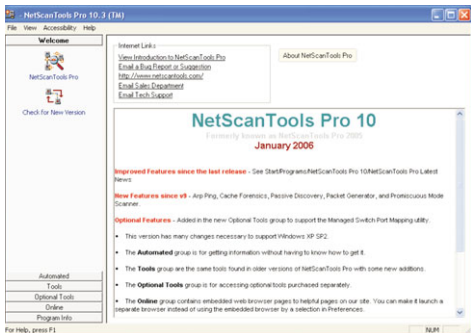 - NetScanTools Pro 10.3 (TM)
File View Accessibility Help
Welcome
NetScanTools Pro
Check for New Version
Automated
Tools
Optional Tools
Online
Program Info
Internet Links
View Introduction to NetScanTools Pro
Email a Bug Report or Suggestion
http://www.netscantools.com/
Email Sales Department
Email Tech Support
About NetScanTools Pro
NetScanTools Pro 10
Formerly known as NetScanTools Pro 2005
January 2006
Improved Features since the last release - See Start/Programs/NetScanTools Pro 10/NetScanTools Pro Latest
News
New Features since v9 - Arp Ping, Cache Forensics, Passive Discovery, Packet Generator, and Promiscuous Mode
Scanner.
Optional Features - Added in the new Optional Tools group to support the Managed Switch Port Mapping utility.
• This version has many changes necessary to support Windows XP SP2.
• The Automated group is for getting information without having to know how to get it.
• The Tools group are the same tools found in older versions of NetScanTools Pro with some new additions.
• The Optional Tools group is for accessing optional tools purchased separately.
• The Online group contains embedded web browser pages to helpful pages on our site. You can make it launch a
separate browser instead of using the embedded browser by a selection in Preferences.
For Help, press F1
NUM